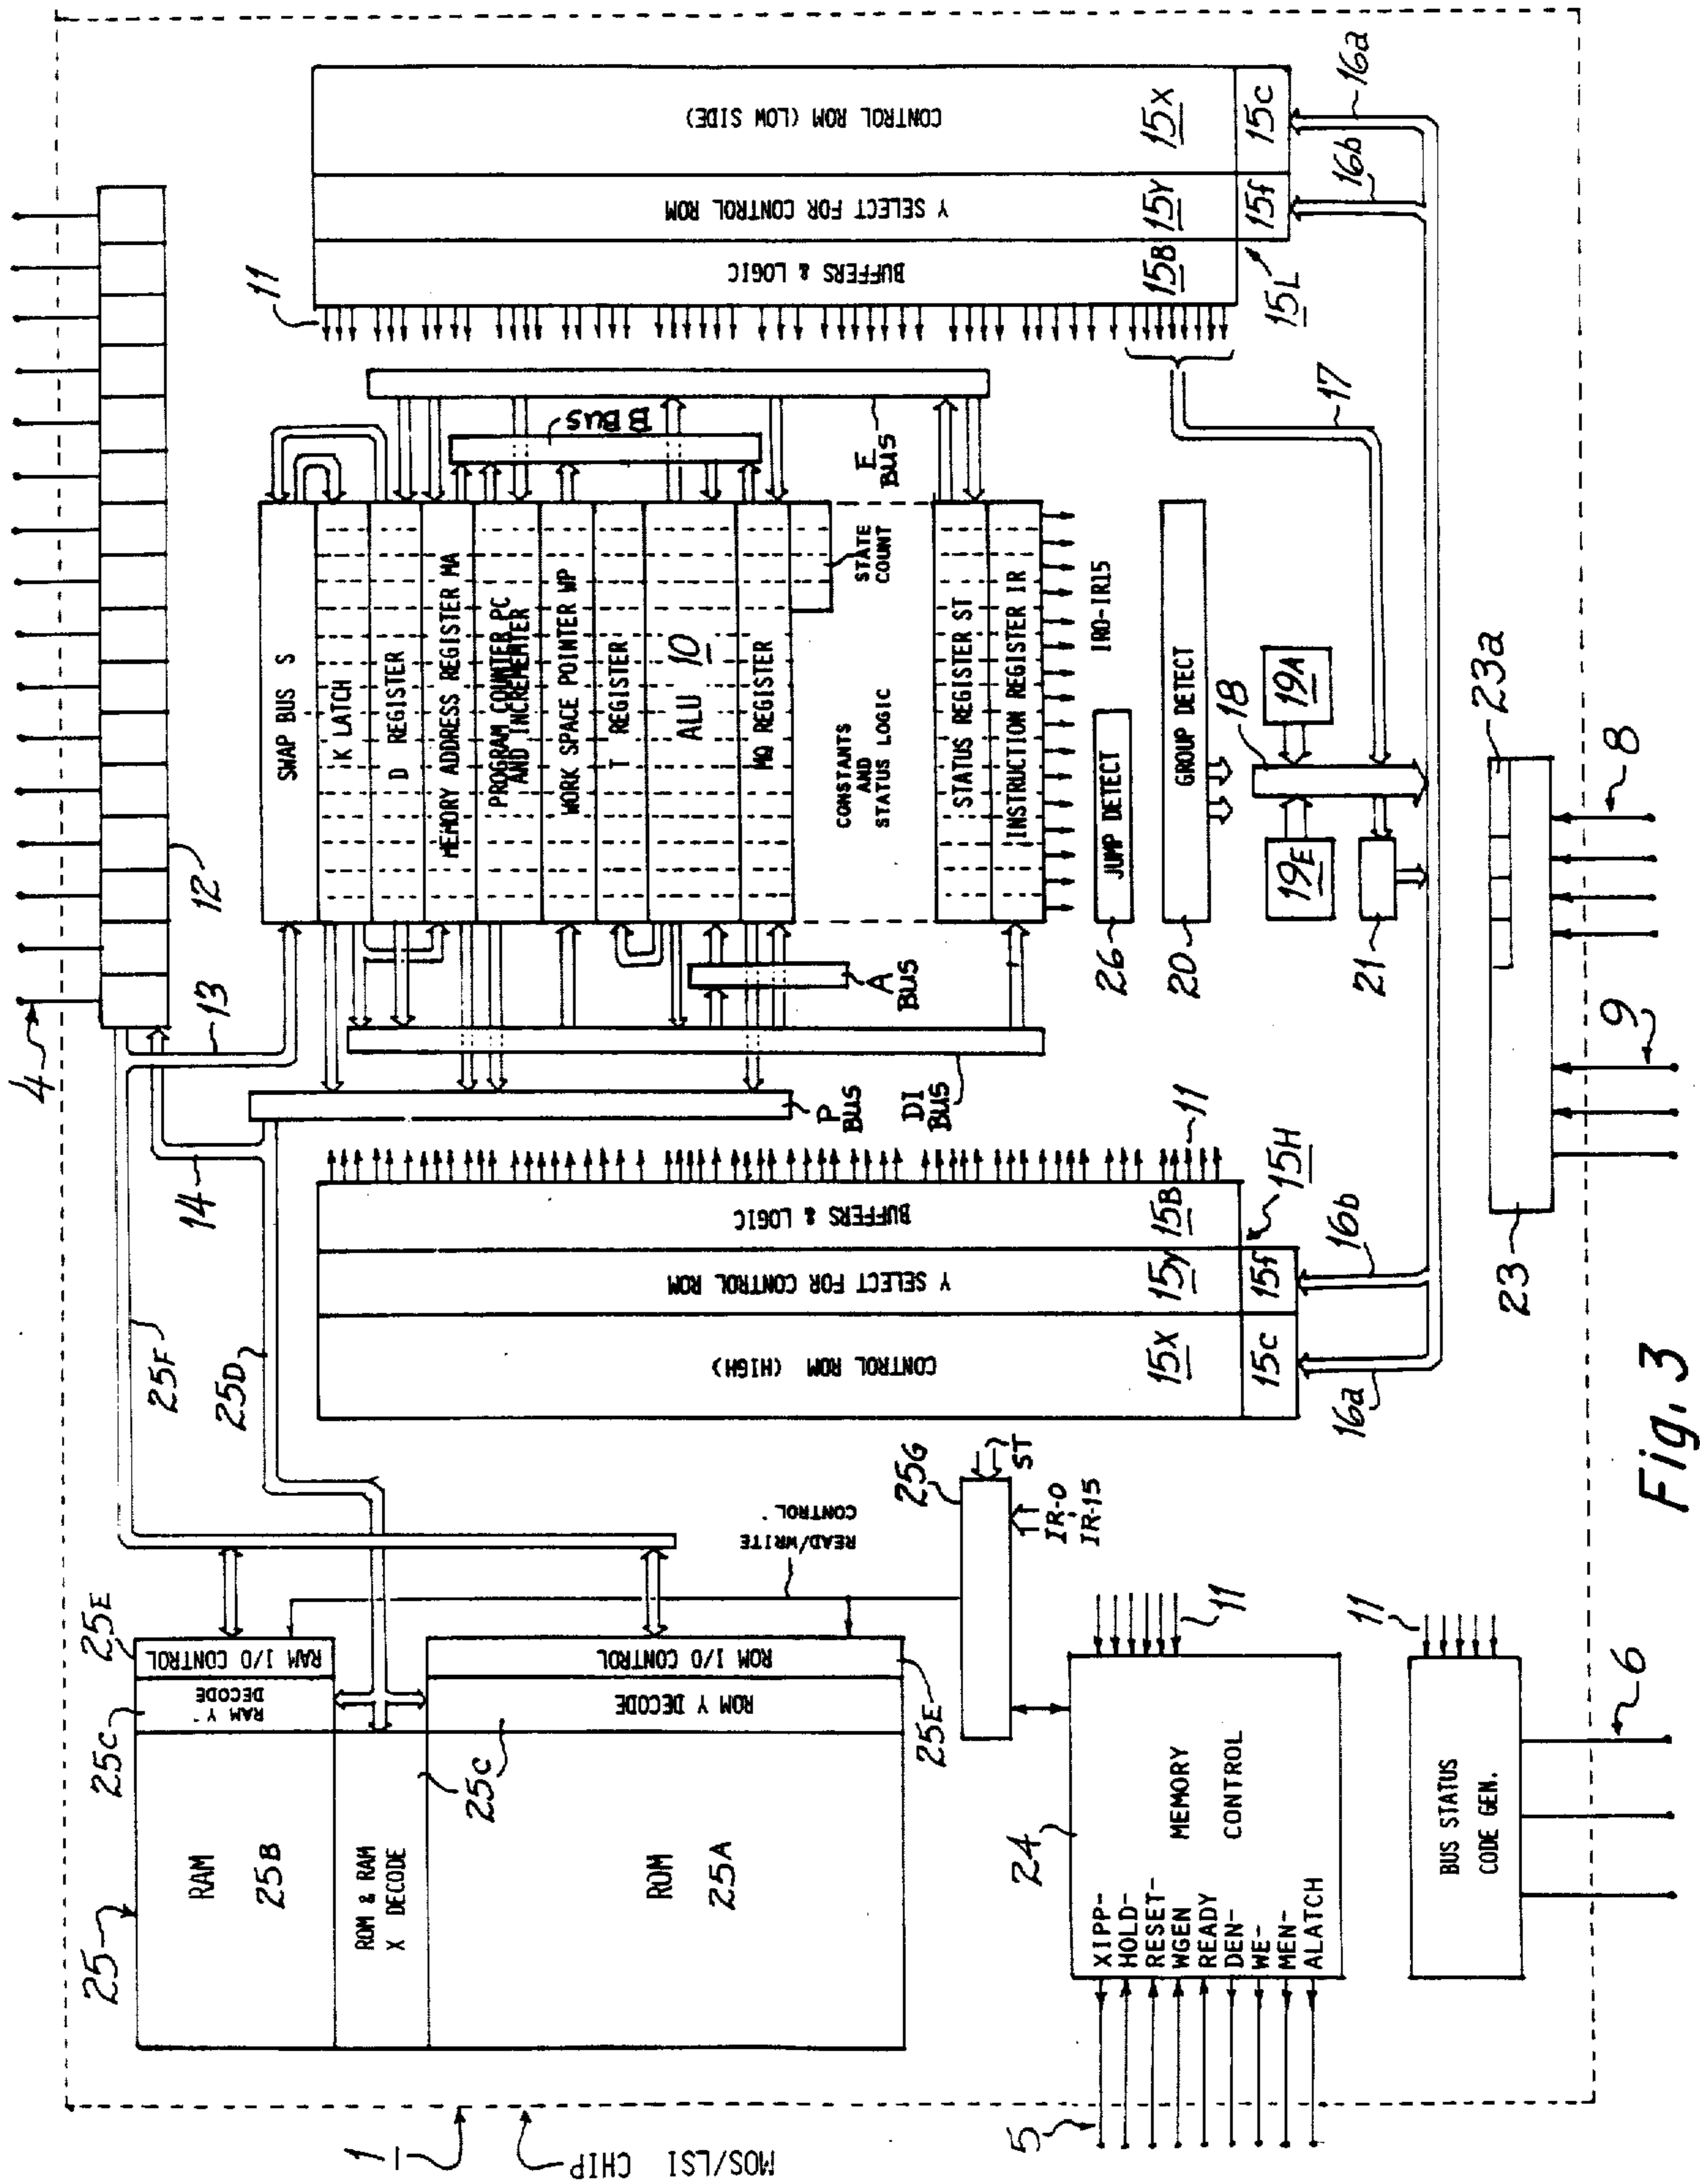 4
12
13
14
25F
25D
11
SWAP BUS S
K LATCH
D REGISTER
MEMORY ADDRESS REGISTER MA
PROGRAM COUNTER PC
AND INCREMENTER
WORK SPACE POINTER WP
T REGISTER
ALU 10
MQ REGISTER
STATE
COUNT
CONSTANTS
AND
STATUS LOGIC
STATUS REGISTER ST
INSTRUCTION REGISTER IR
IR0-IR15
B BUS
E
BUS
A
BUS
DI
BUS
P
BUS
JUMP DETECT
26
GROUP DETECT
20
18
19A
19E
21
17
CONTROL ROM (LOW SIDE)
15X
15C
Y SELECT FOR CONTROL ROM
15Y
15f
BUFFERS & LOGIC
15B
15L
16a
16b
11
BUFFERS & LOGIC
15B
15H
Y SELECT FOR CONTROL ROM
15Y
15f
CONTROL ROM (HIGH)
15X
15C
16b
16a
23
23a
8
9
25
25C
25E
RAM
25B
RAM Y
DECODE
RAM I/O CONTROL
ROM & RAM
X DECODE
25C
ROM
25A
ROM Y DECODE
ROM I/O CONTROL
25E
READ/WRITE
CONTROL
25G
ST
IR-0
IR-15
24
MEMORY
CONTROL
XIPP-
HOLD-
RESET-
WGEN
READY
DEN-
WE-
MEN-
ALATCH
5
11
BUS STATUS
CODE GEN.
11
6
1
MOS/LSI CHIP
Fig. 3